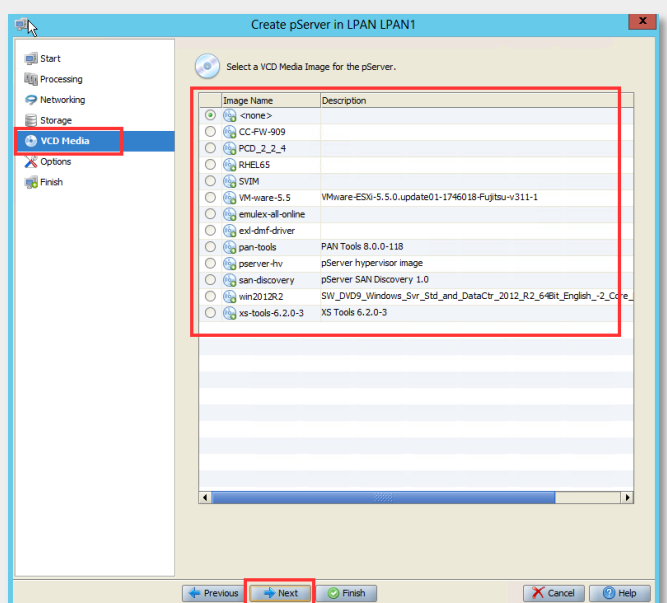 Create pServer in LPAN LPAN1
x
Start
Processing
Networking
Storage
VCD Media
Options
Finish
Select a VCD Media Image for the pServer.
Image Name Description
<none>
CC-FW-909
PCD_2_2_4
RHEL65
SVIM
VM-ware-5.5 VMware-ESXi-5.5.0.update01-1746018-Fujitsu-v311-1
emulex-all-online
exl-dmf-driver
pan-tools PAN Tools 8.0.0-118
pserver-hv pServer hypervisor image
san-discovery pServer SAN Discovery 1.0
win2012R2 SW_DVD9_Windows_Svr_Std_and_DataCtr_2012_R2_64Bit_English_-2_Core_
xs-tools-6.2.0-3 XS Tools 6.2.0-3
Previous Next Finish Cancel Help